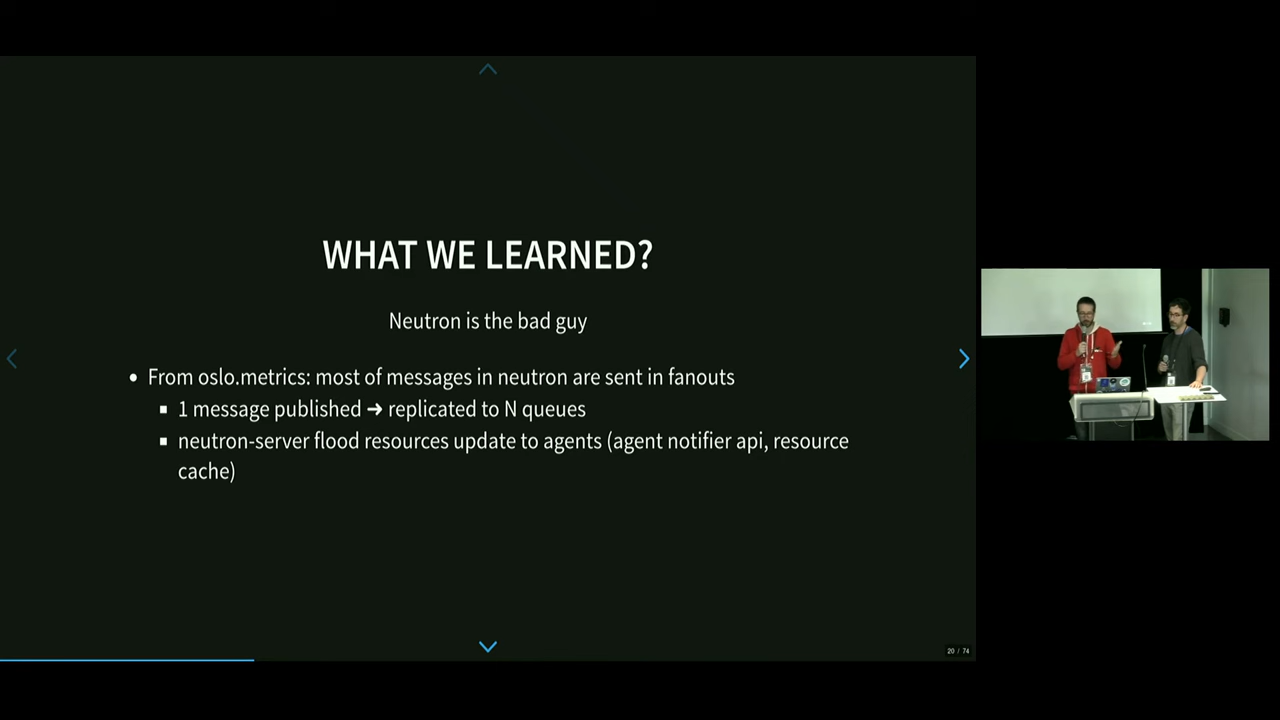 WHAT WE LEARNED?
Neutron is the bad guy
• From oslo.metrics: most of messages in neutron are sent in fanouts
▪ 1 message published ➜ replicated to N queues
▪ neutron-server flood resources update to agents (agent notifier api, resource
cache)
20 / 74